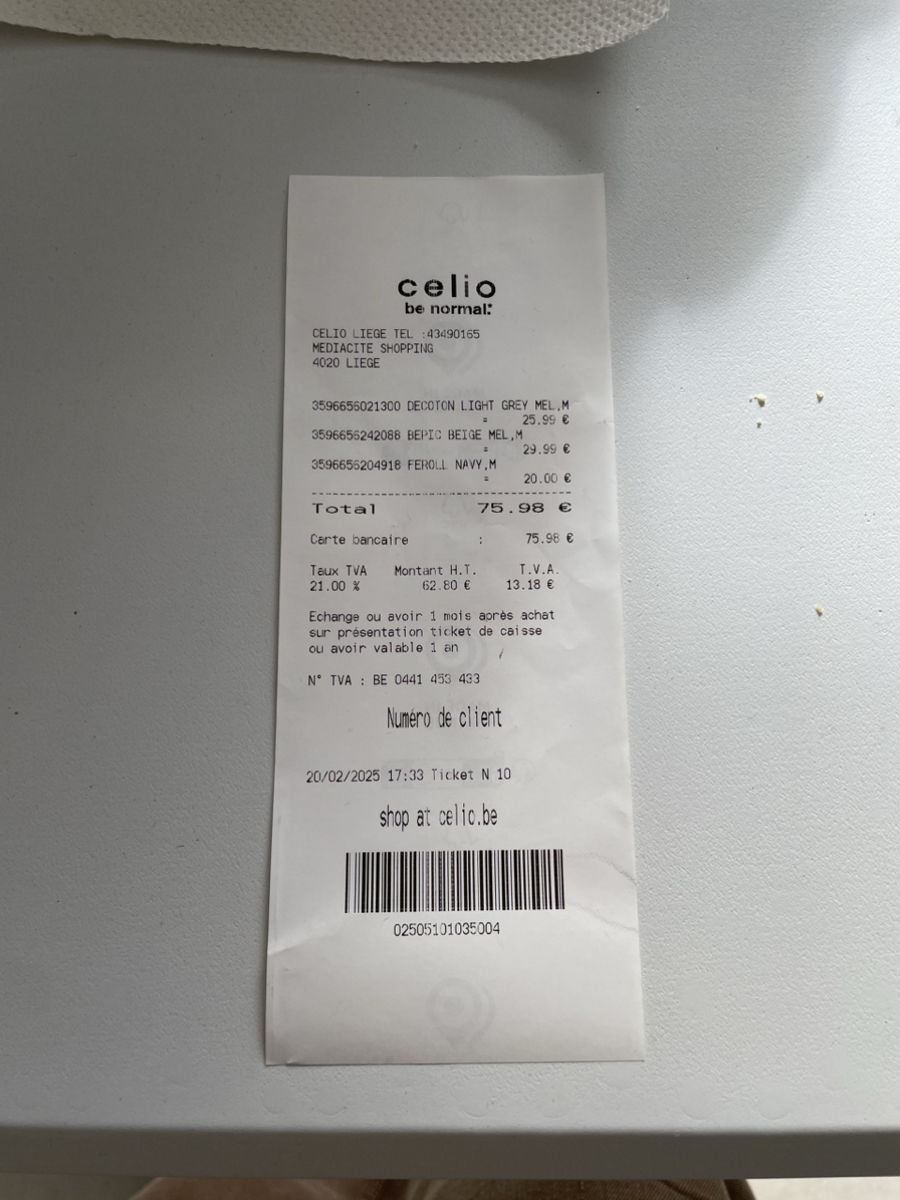 celio
be normal:
CELIO LIEGE TEL :43490165
MEDIACITE SHOPPING
4020 LIEGE
3596656021300 DECOTON LIGHT GREY MEL,M
= 25.99 €
3596656242088 BEPIC BEIGE MEL,M
= 29.99 €
3596656204918 FEROLL NAVY,M
= 20.00 €
Total 75.98 €
Carte bancaire : 75.98 €
Taux TVA Montant H.T. T.V.A.
21.00 % 62.80 € 13.18 €
Echange ou avoir 1 mois après achat
sur présentation ticket de caisse
ou avoir valable 1 an
N° TVA : BE 0441 453 433
Numéro de client
20/02/2025 17:33 Ticket N 10
shop at celio.be
02505101035004